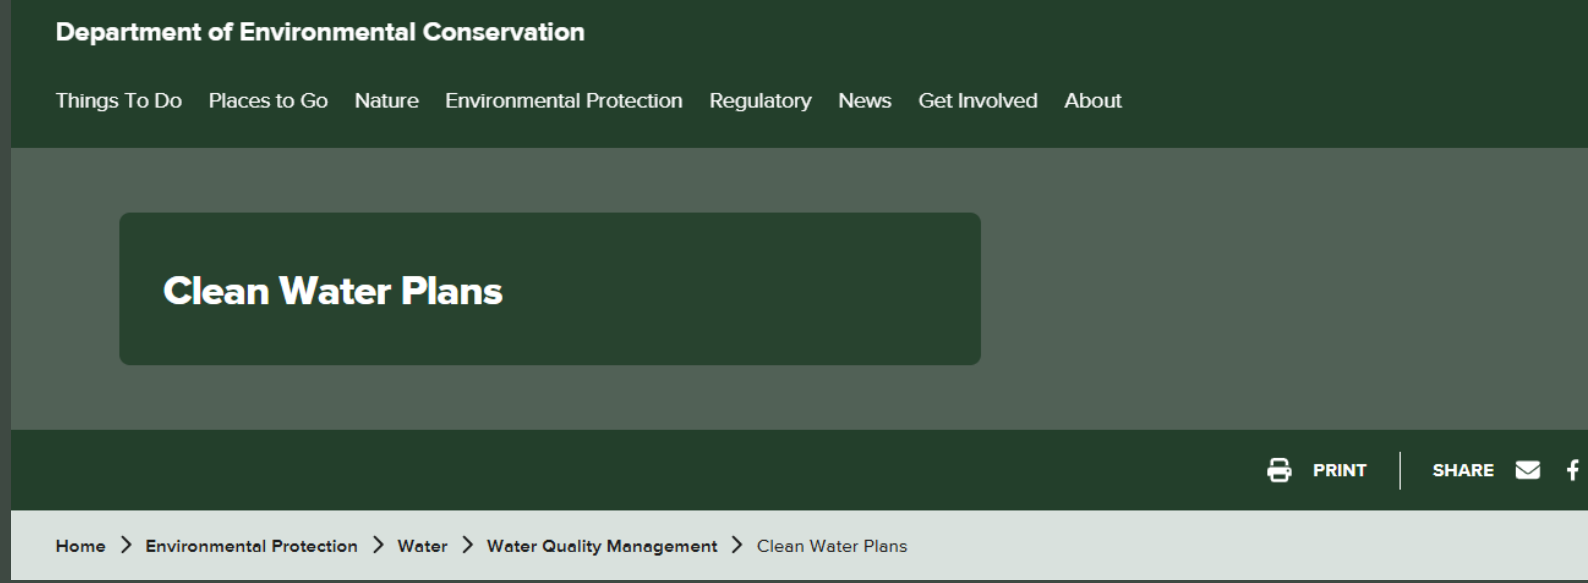 Department of Environmental Conservation
Things To Do Places to Go Nature Environmental Protection Regulatory News Get Involved About
Clean Water Plans
PRINT SHARE
Home > Environmental Protection > Water > Water Quality Management > Clean Water Plans